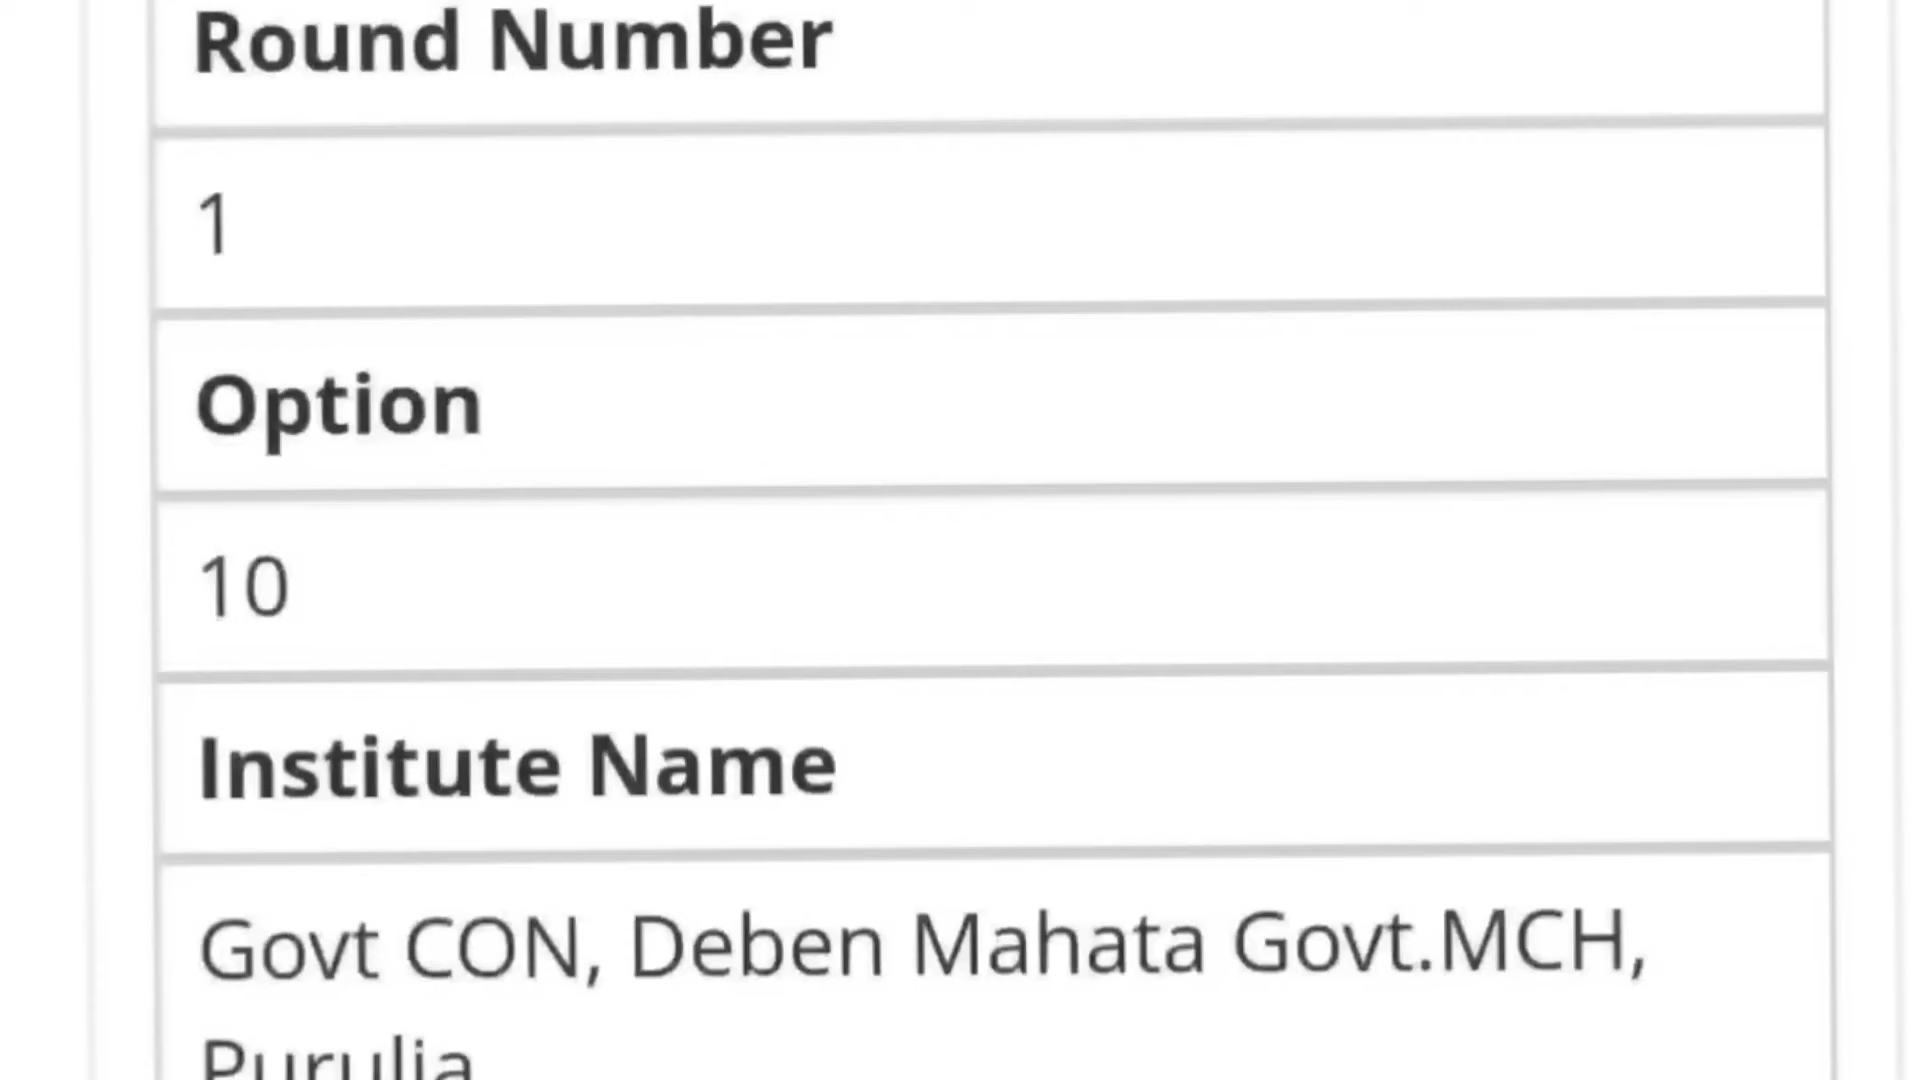 Round Number
1
Option
10
Institute Name
Govt CON, Deben Mahata Govt.MCH,
Purulia